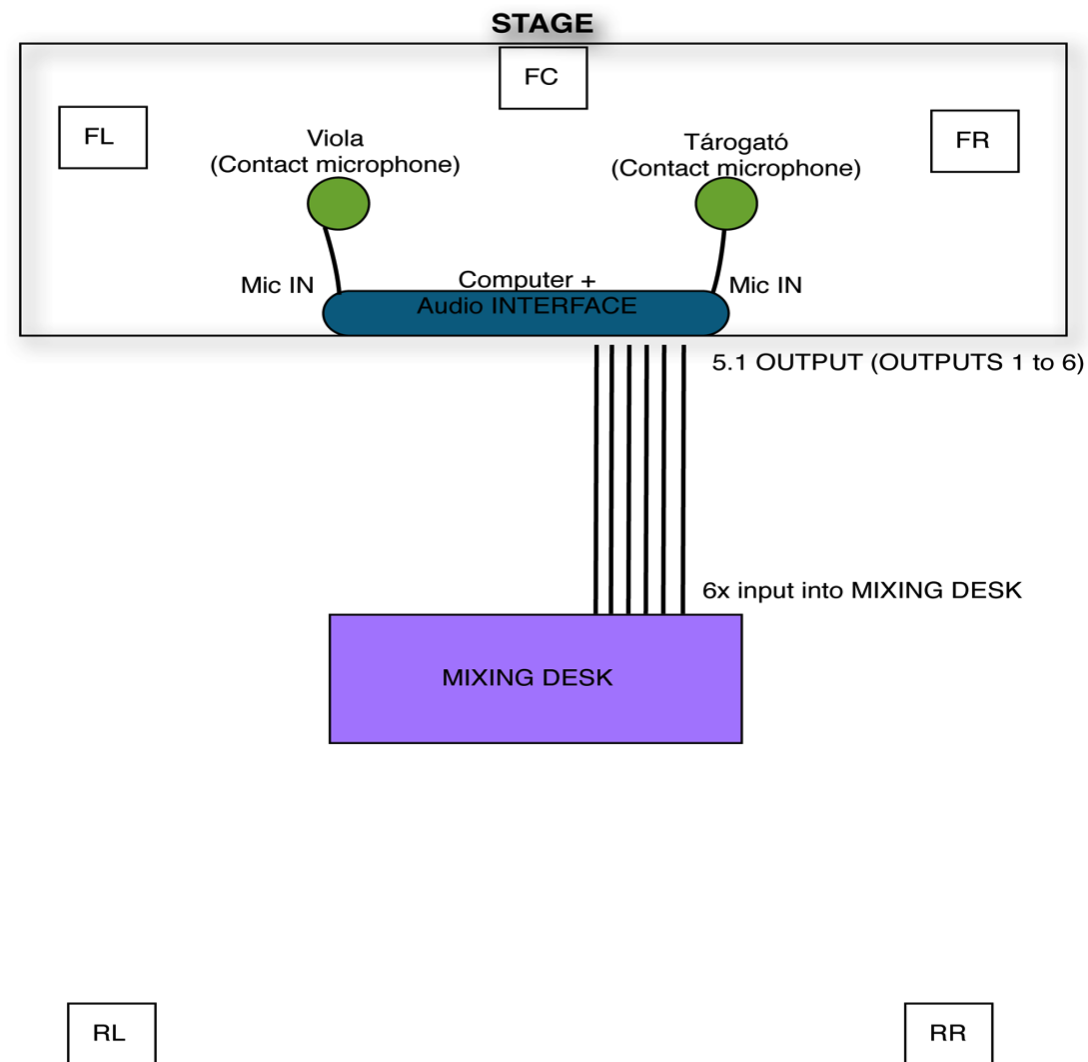 STAGE
FC
FL
FR
Viola
(Contact microphone)
Tárogató
(Contact microphone)
Mic IN
Computer +
Audio INTERFACE
Mic IN
5.1 OUTPUT (OUTPUTS 1 to 6)
6x input into MIXING DESK
MIXING DESK
RL
RR